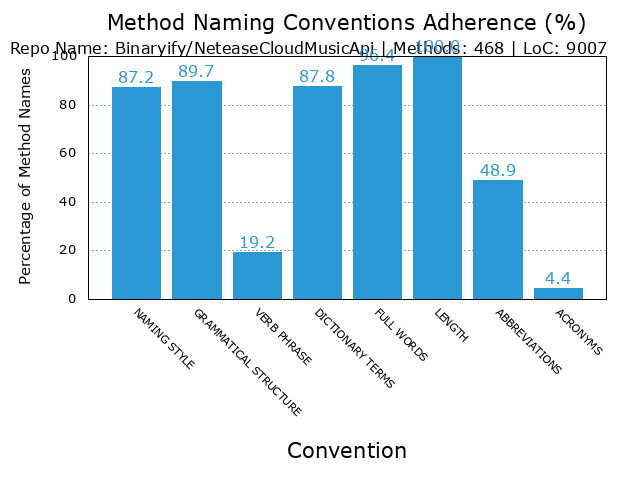 Method Naming Conventions Adherence (%)
Repo Name: Binaryify/NeteaseCloudMusicApi | Methods: 468 | LoC: 9007
Percentage of Method Names
100
80
60
40
20
0
87.2
89.7
19.2
87.8
96.4
100.0
48.9
4.4
NAMING STYLE
GRAMMATICAL STRUCTURE
VERB PHRASE
DICTIONARY TERMS
FULL WORDS
LENGTH
ABBREVIATIONS
ACRONYMS
Convention